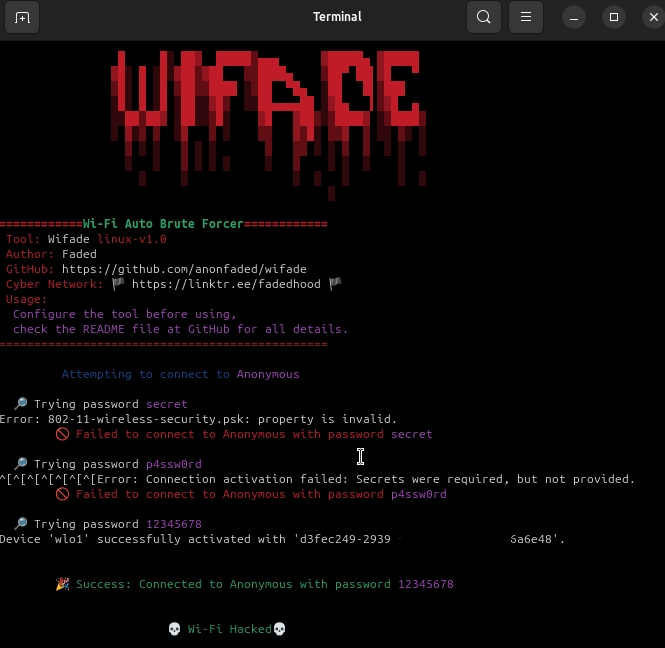 Terminal
WIFADE
============Wi-Fi Auto Brute Forcer============
Tool: Wifade linux-v1.0
Author: Faded
GitHub: https://github.com/anonfaded/wifade
Cyber Network: 🏴 https://linktr.ee/fadedhood 🏴
Usage:
Configure the tool before using,
check the README file at GitHub for all details.
===============================================
Attempting to connect to Anonymous
🔎 Trying password secret
Error: 802-11-wireless-security.psk: property is invalid.
🚫 Failed to connect to Anonymous with password secret
🔎 Trying password p4ssw0rd
^[^[^[^[^[^[^[Error: Connection activation failed: Secrets were required, but not provided.
🚫 Failed to connect to Anonymous with password p4ssw0rd
🔎 Trying password 12345678
Device 'wlo1' successfully activated with 'd3fec249-2939 6a6e48'.
🎉 Success: Connected to Anonymous with password 12345678
💀 Wi-Fi Hacked💀